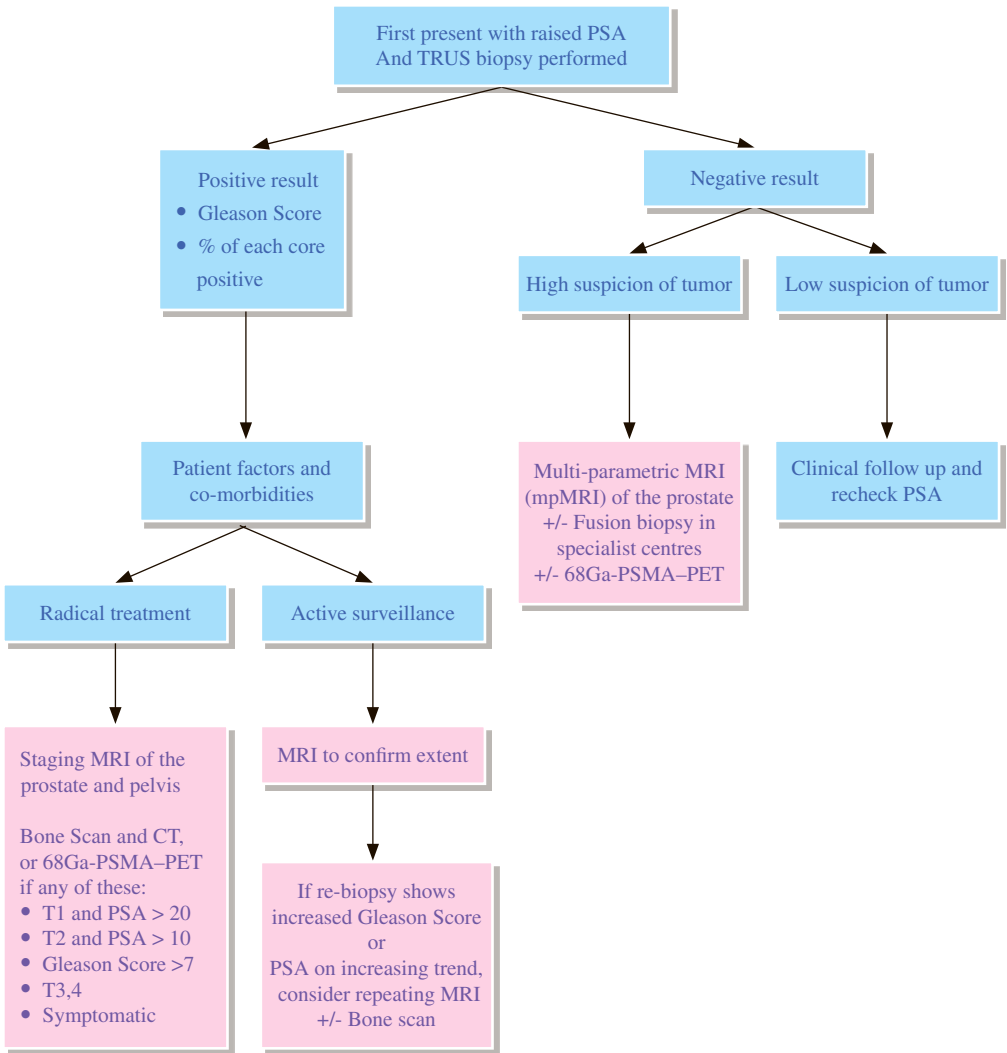 First present with raised PSA
And TRUS biopsy performed
Positive result
• Gleason Score
• % of each core
positive
Negative result
High suspicion of tumor
Low suspicion of tumor
Patient factors and
co-morbidities
Multi-parametric MRI
(mpMRI) of the prostate
+/- Fusion biopsy in
specialist centres
+/- 68Ga-PSMA–PET
Clinical follow up and
recheck PSA
Radical treatment
Active surveillance
Staging MRI of the
prostate and pelvis
Bone Scan and CT,
or 68Ga-PSMA–PET
if any of these:
• T1 and PSA > 20
• T2 and PSA > 10
• Gleason Score >7
• T3,4
• Symptomatic
MRI to confirm extent
If re-biopsy shows
increased Gleason Score
or
PSA on increasing trend,
consider repeating MRI
+/- Bone scan